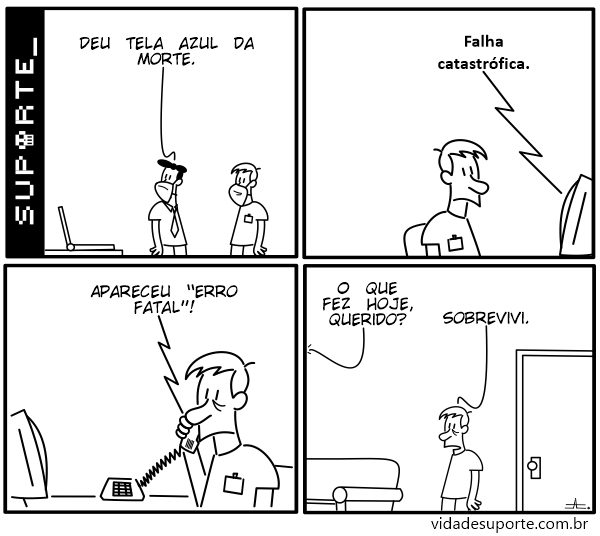 SUPORTE_
DEU TELA AZUL DA
MORTE.
Falha
catastrófica.
APARECEU "ERRO
FATAL"!
O QUE
FEZ HOJE,
QUERIDO?
SOBREVIVI.
vidadesuporte.com.br